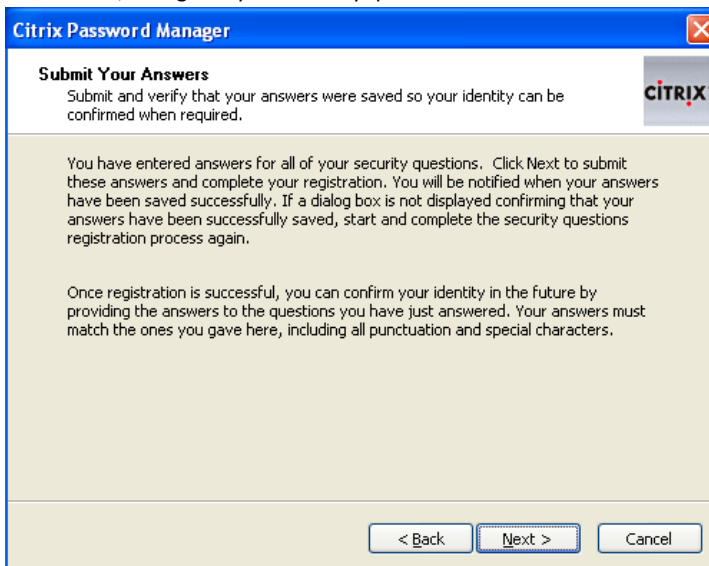 Citrix Password Manager
Submit Your Answers
Submit and verify that your answers were saved so your identity can be
confirmed when required.
CITRIX
You have entered answers for all of your security questions.  Click Next to submit
these answers and complete your registration. You will be notified when your answers
have been saved successfully. If a dialog box is not displayed confirming that your
answers have been successfully saved, start and complete the security questions
registration process again.
Once registration is successful, you can confirm your identity in the future by
providing the answers to the questions you have just answered. Your answers must
match the ones you gave here, including all punctuation and special characters.
< Back
Next >
Cancel